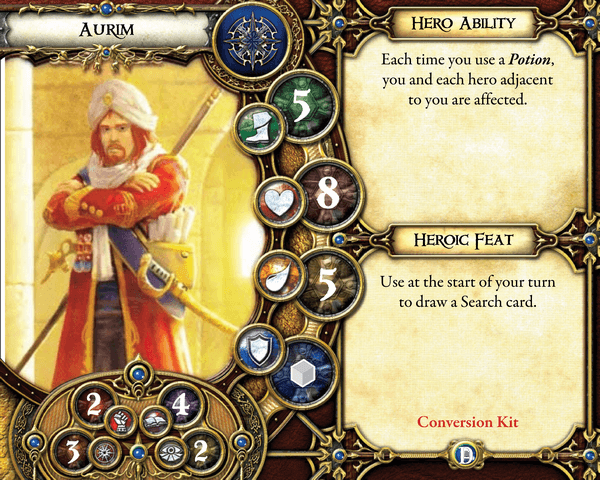 Aurim
5
8
5
2
4
3
2
Hero Ability
Each time you use a Potion,
you and each hero adjacent
to you are affected.
Heroic Feat
Use at the start of your turn
to draw a Search card.
Conversion Kit
D